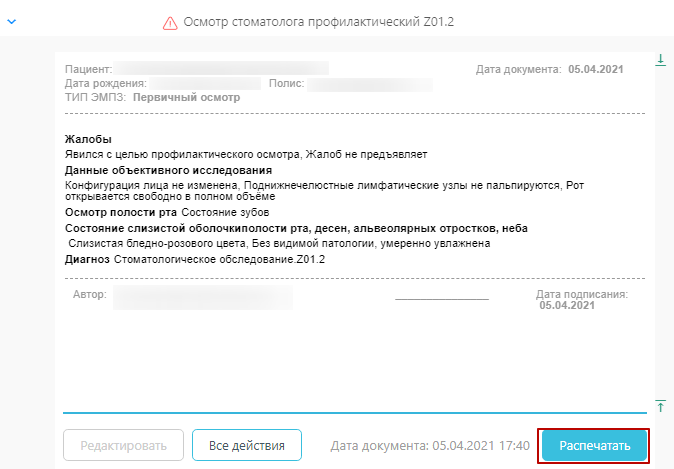 Осмотр стоматолога профилактический Z01.2
Пациент: Дата документа: 05.04.2021
Дата рождения: Полис:
ТИП ЭМПЗ: Первичный осмотр
Жалобы
Явился с целью профилактического осмотра, Жалоб не предъявляет
Данные объективного исследования
Конфигурация лица не изменена, Поднижнечелюстные лимфатические узлы не пальпируются, Рот
открывается свободно в полном объёме
Осмотр полости рта Состояние зубов
Состояние слизистой оболочкиполости рта, десен, альвеолярных отростков, неба
Слизистая бледно-розового цвета, Без видимой патологии, умеренно увлажнена
Диагноз Стоматологическое обследование.Z01.2
Автор: Дата подписания:
05.04.2021
Редактировать Все действия Дата документа: 05.04.2021 17:40 Распечатать